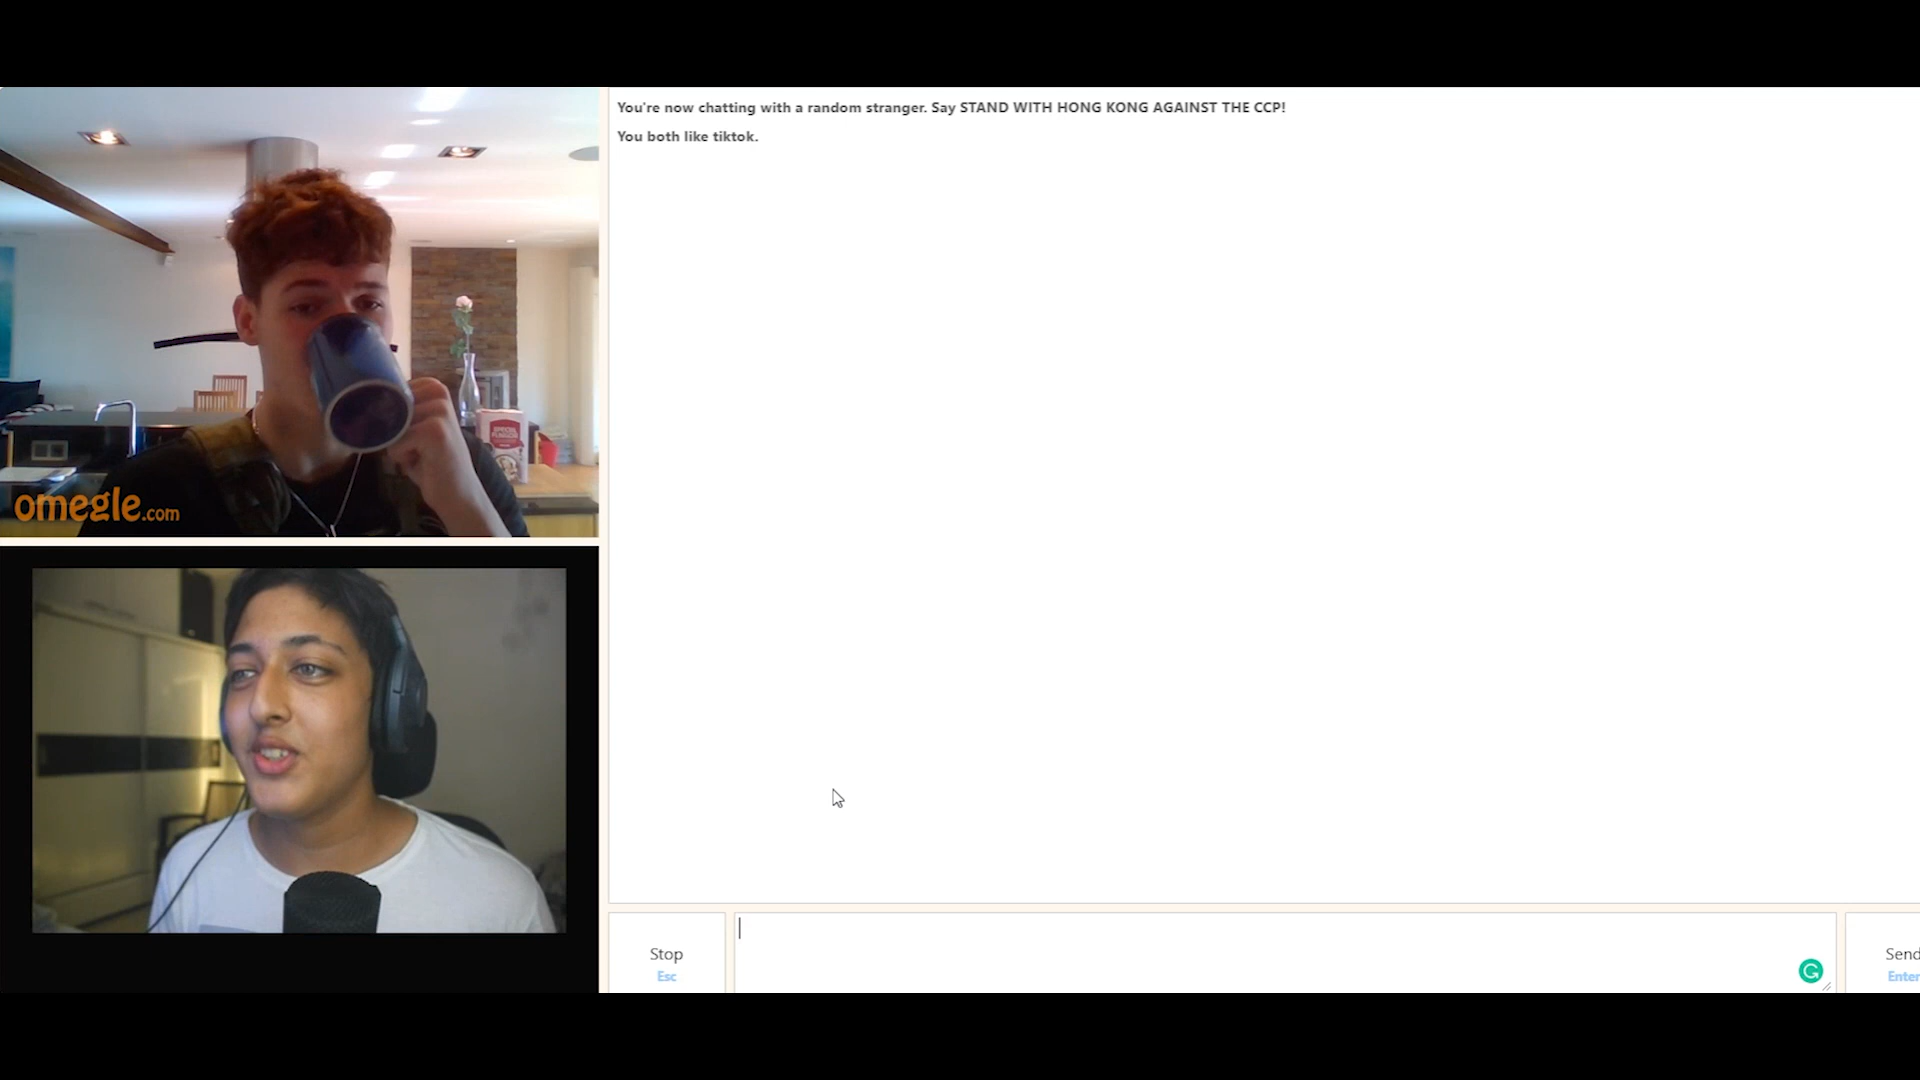 You're now chatting with a random stranger. Say STAND WITH HONG KONG AGAINST THE CCP!
You both like tiktok.
SPECIAL
omegle.com
Stop
Esc
Send
Enter